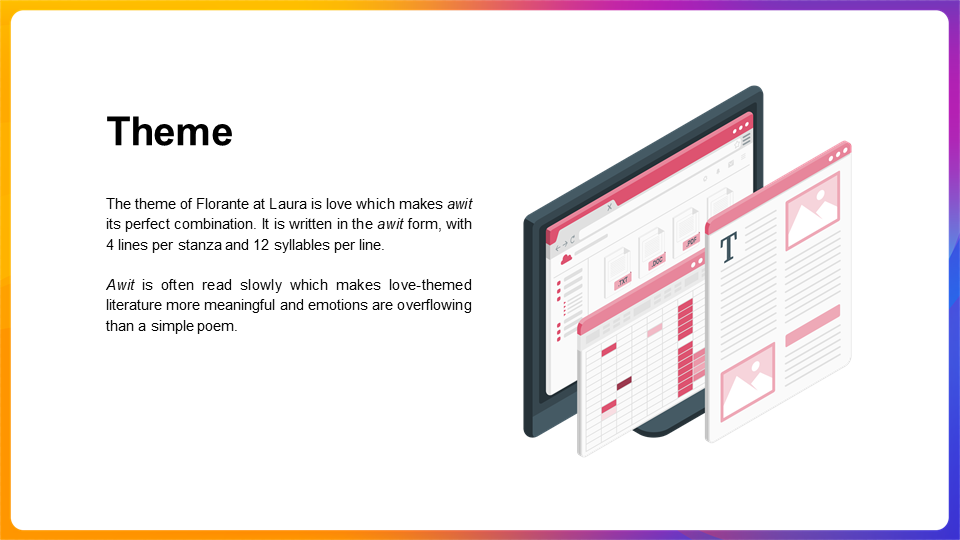 Theme
The theme of Florante at Laura is love which makes awit
its perfect combination. It is written in the awit form, with
4 lines per stanza and 12 syllables per line.
Awit is often read slowly which makes love-themed
literature more meaningful and emotions are overflowing
than a simple poem.
X
TXT
.DOC
.PDF
T